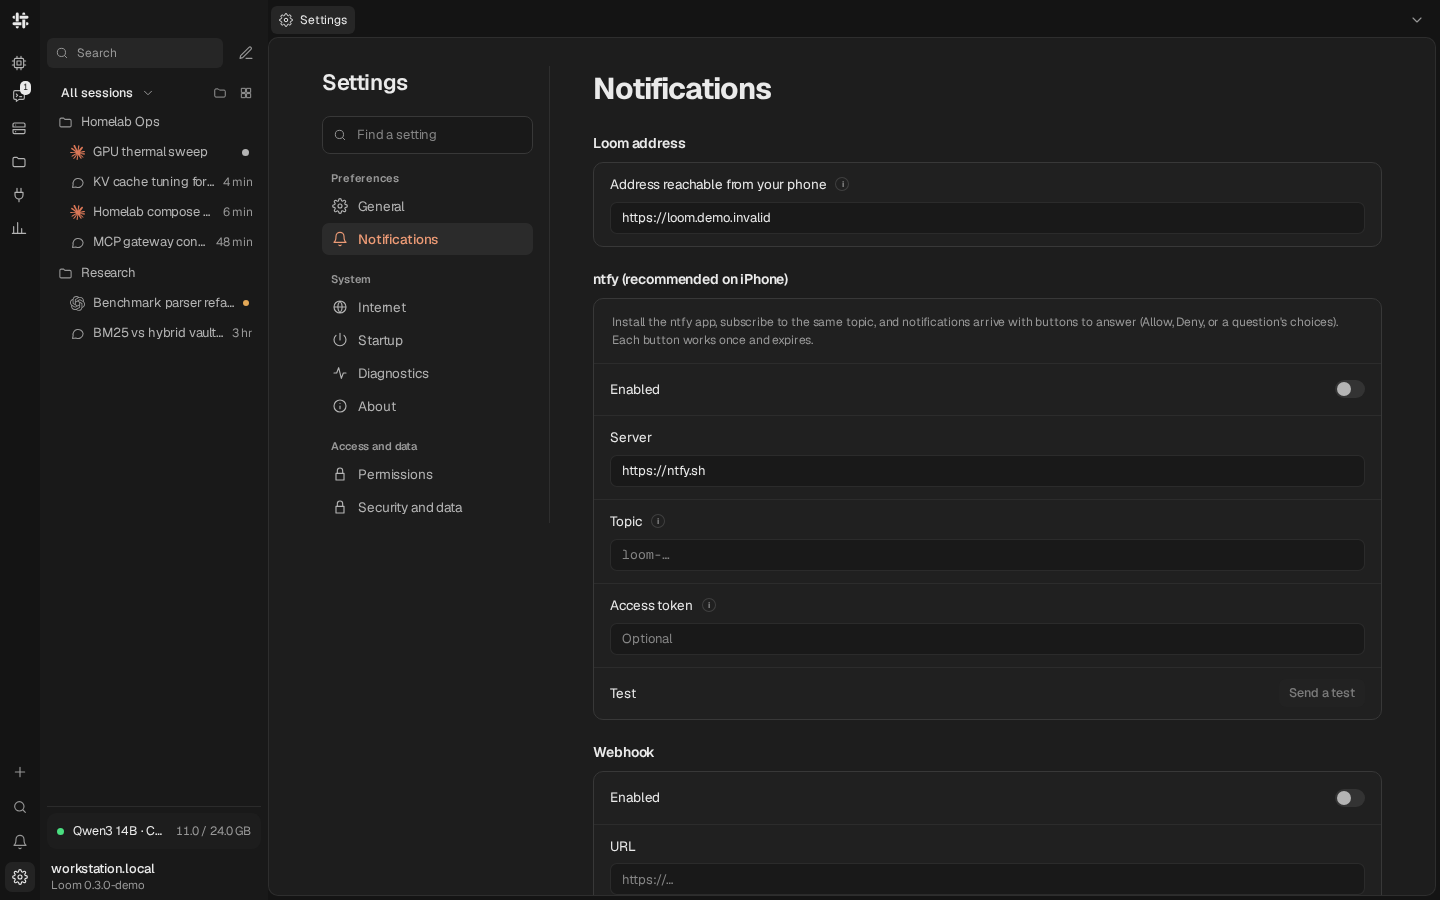 Settings
1
Search
All sessions
Homelab Ops
GPU thermal sweep
KV cache tuning for... 4 min
Homelab compose ... 6 min
MCP gateway con... 48 min
Research
Benchmark parser refa...
BM25 vs hybrid vault... 3 hr
Qwen3 14B · C... 11.0 / 24.0 GB
workstation.local
Loom 0.3.0-demo
Settings
Find a setting
Preferences
General
Notifications
System
Internet
Startup
Diagnostics
About
Access and data
Permissions
Security and data
Notifications
Loom address
Address reachable from your phone
https://loom.demo.invalid
ntfy (recommended on iPhone)
Install the ntfy app, subscribe to the same topic, and notifications arrive with buttons to answer (Allow, Deny, or a question's choices).
Each button works once and expires.
Enabled
Server
https://ntfy.sh
Topic
loom-…
Access token
Optional
Test
Send a test
Webhook
Enabled
URL
https://…